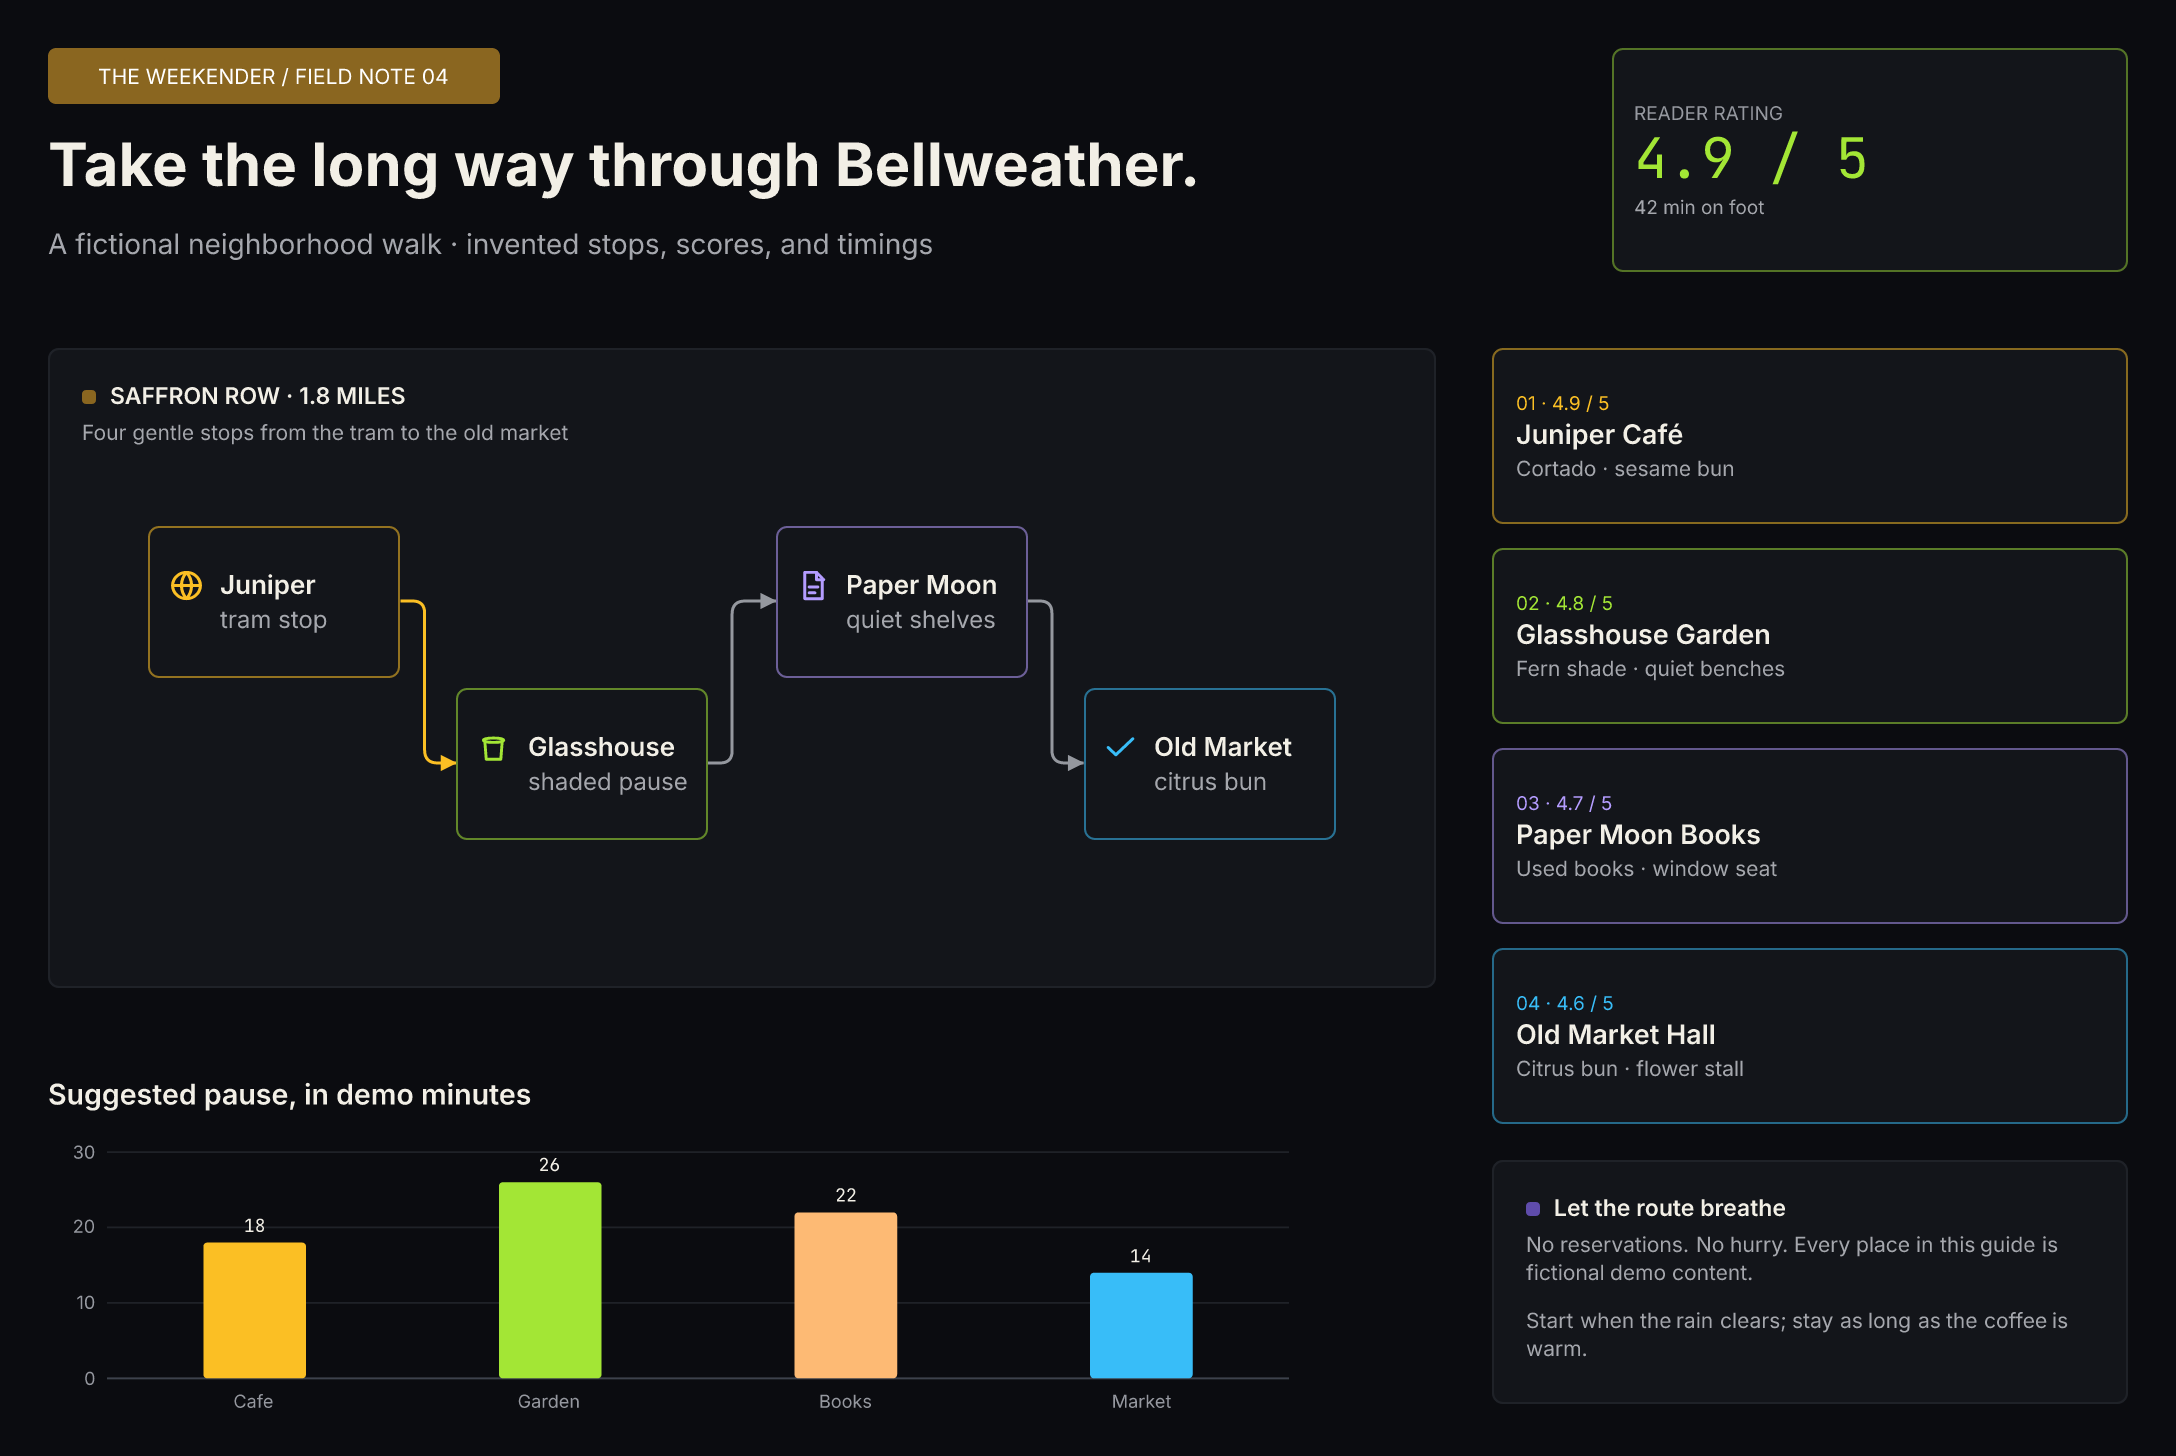 THE WEEKENDER / FIELD NOTE 04
Take the long way through Bellweather.
A fictional neighborhood walk · invented stops, scores, and timings
READER RATING
4.9 / 5
42 min on foot
SAFFRON ROW · 1.8 MILES
Four gentle stops from the tram to the old market
Juniper
tram stop
Glasshouse
shaded pause
Paper Moon
quiet shelves
Old Market
citrus bun
01 · 4.9 / 5
Juniper Café
Cortado · sesame bun
02 · 4.8 / 5
Glasshouse Garden
Fern shade · quiet benches
03 · 4.7 / 5
Paper Moon Books
Used books · window seat
04 · 4.6 / 5
Old Market Hall
Citrus bun · flower stall
Suggested pause, in demo minutes
30
20
10
0
18
26
22
14
Cafe
Garden
Books
Market
Let the route breathe
No reservations. No hurry. Every place in this guide is
fictional demo content.
Start when the rain clears; stay as long as the coffee is
warm.